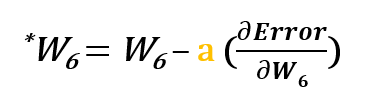 *W₆ = W₆ - a (∂Error/∂W₆)